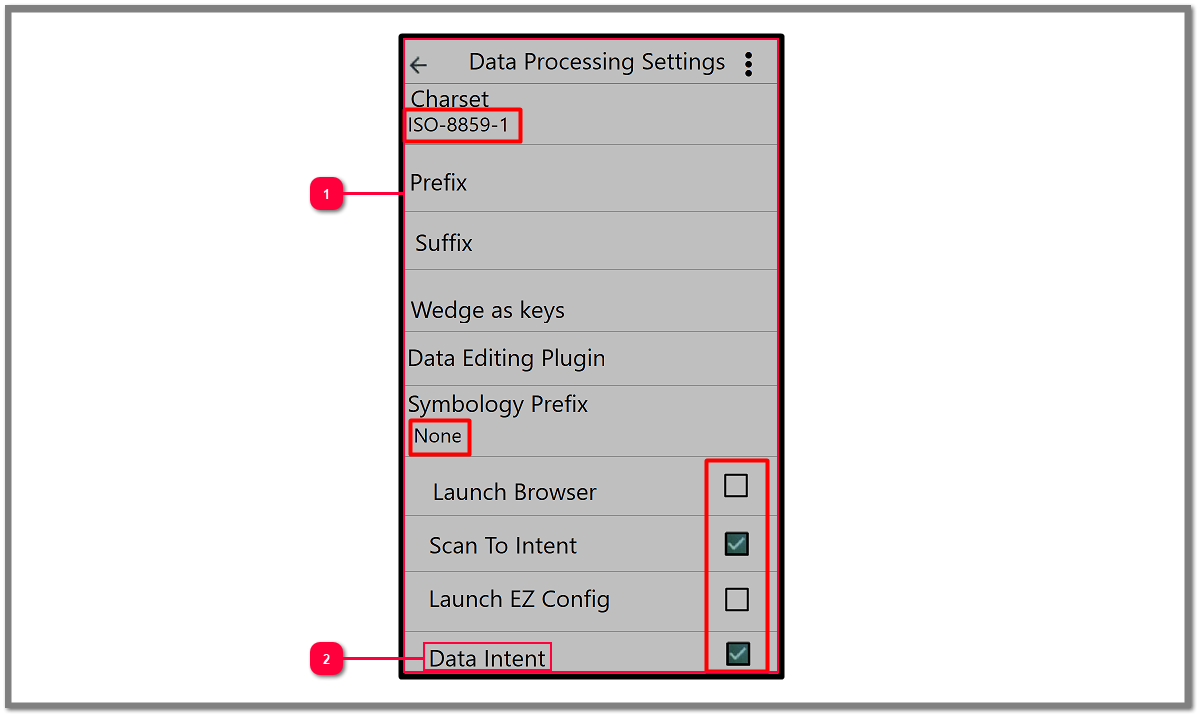 Data Processing Settings
Charset
ISO-8859-1
1
Prefix
Suffix
Wedge as keys
Data Editing Plugin
Symbology Prefix
None
Launch Browser
Scan To Intent
Launch EZ Config
2
Data Intent